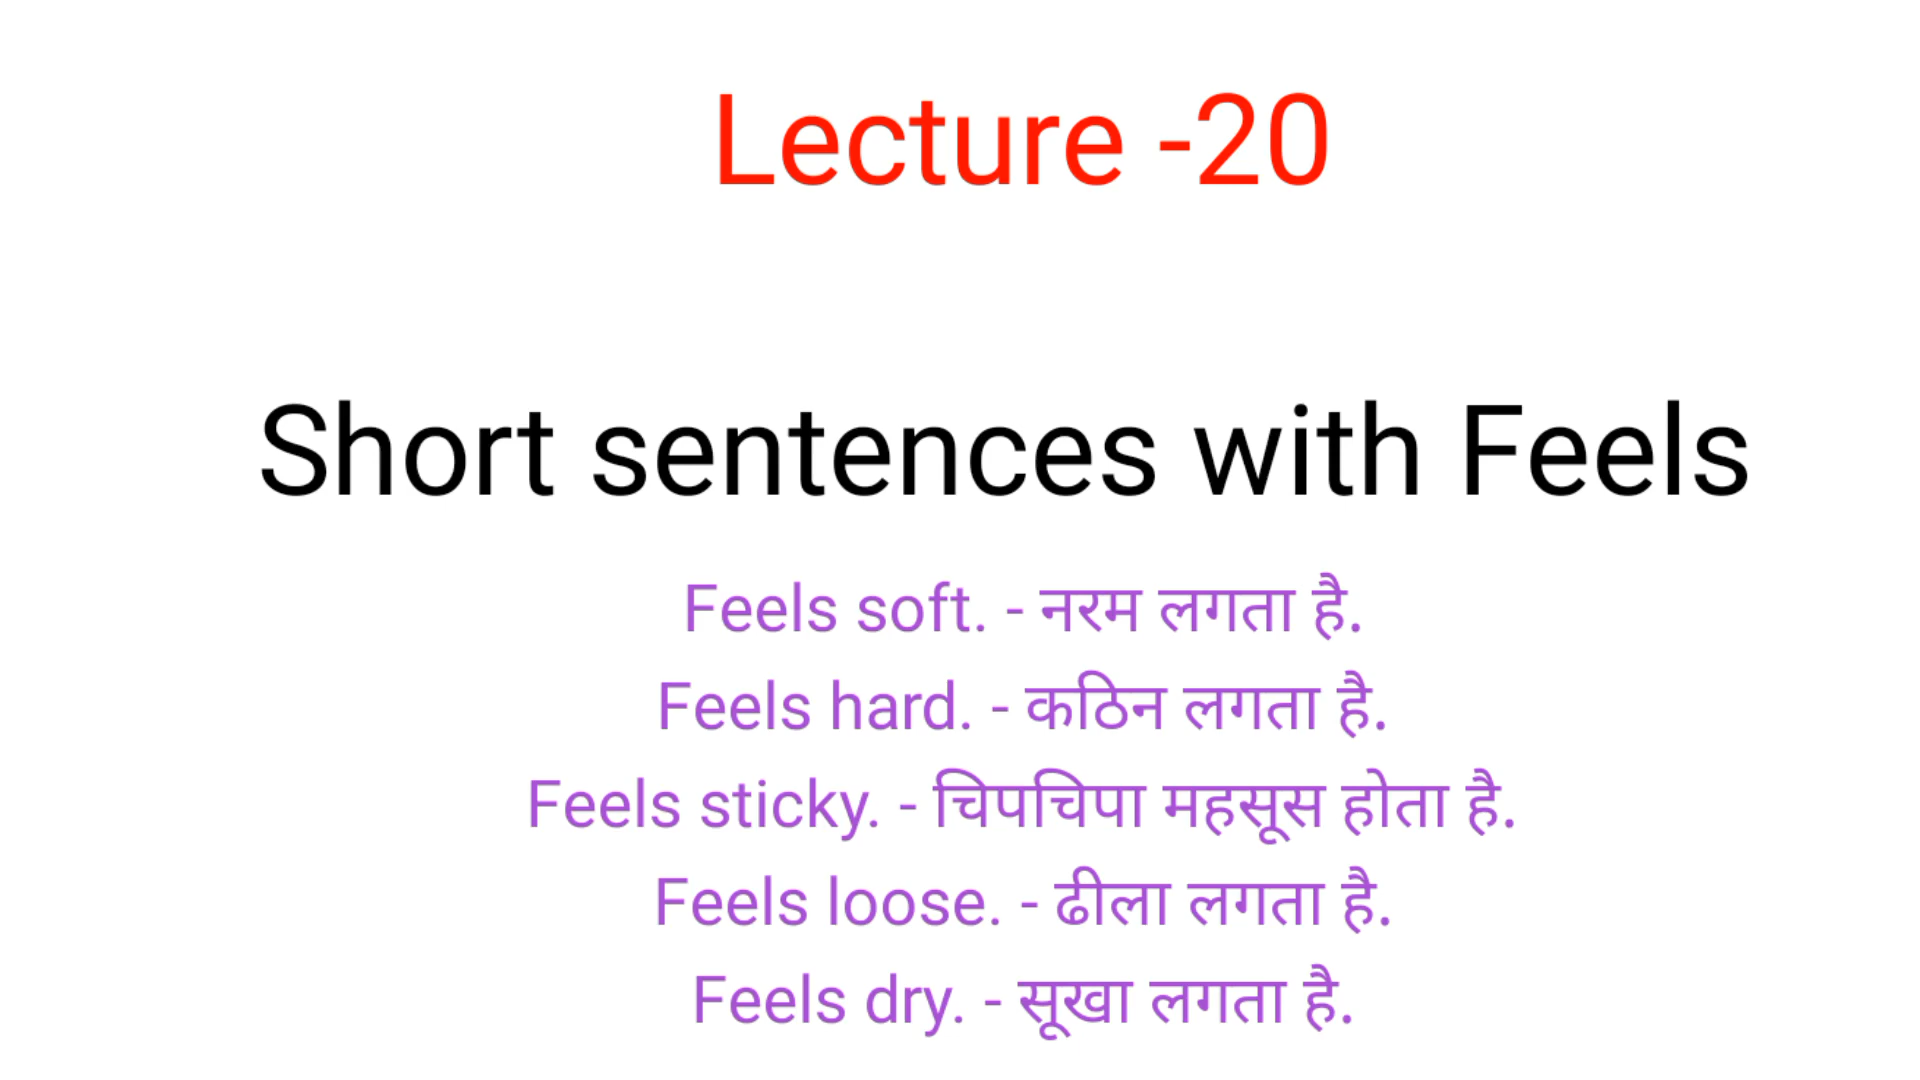 Lecture -20
Short sentences with Feels
Feels soft. - नरम लगता है.
Feels hard. - कठिन लगता है.
Feels sticky. - चिपचिपा महसूस होता है.
Feels loose. - ढीला लगता है.
Feels dry. - सूखा लगता है.